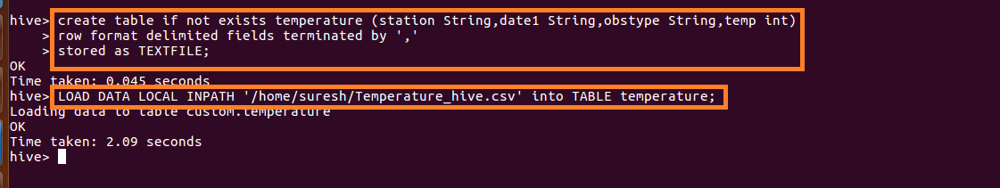 hive> create table if not exists temperature (station String,date1 String,obstype String,temp int)
> row format delimited fields terminated by ','
> stored as TEXTFILE;
OK
Time taken: 0.045 seconds
hive> LOAD DATA LOCAL INPATH '/home/suresh/Temperature_hive.csv' into TABLE temperature;
Loading data to table custom.temperature
OK
Time taken: 2.09 seconds
hive>